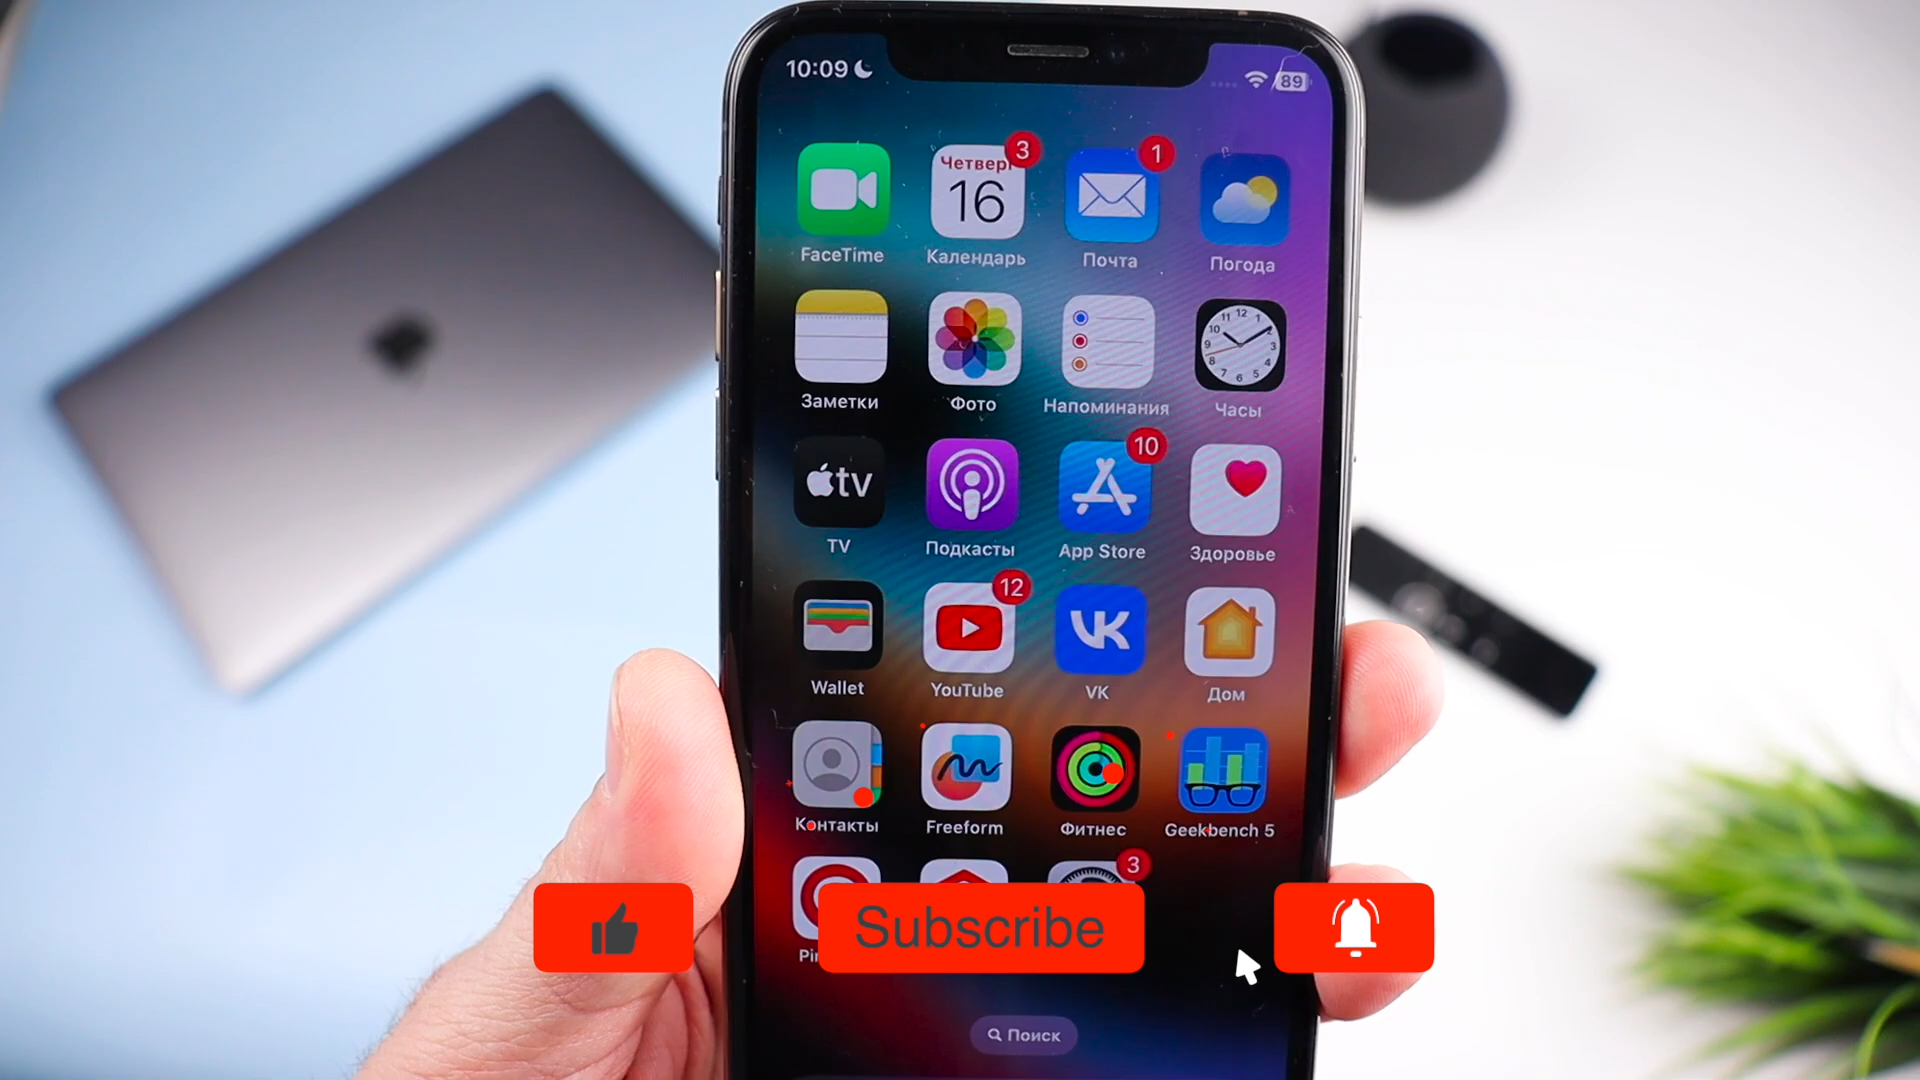 10:09
89
3
1
Четверг
16
FaceTime
Календарь
Почта
Погода
Заметки
Фото
Напоминания
Часы
10
tv
TV
Подкасты
App Store
Здоровье
12
VK
Wallet
YouTube
VK
Дом
Контакты
Freeform
Фитнес
Geekbench 5
3
Subscribe
Поиск